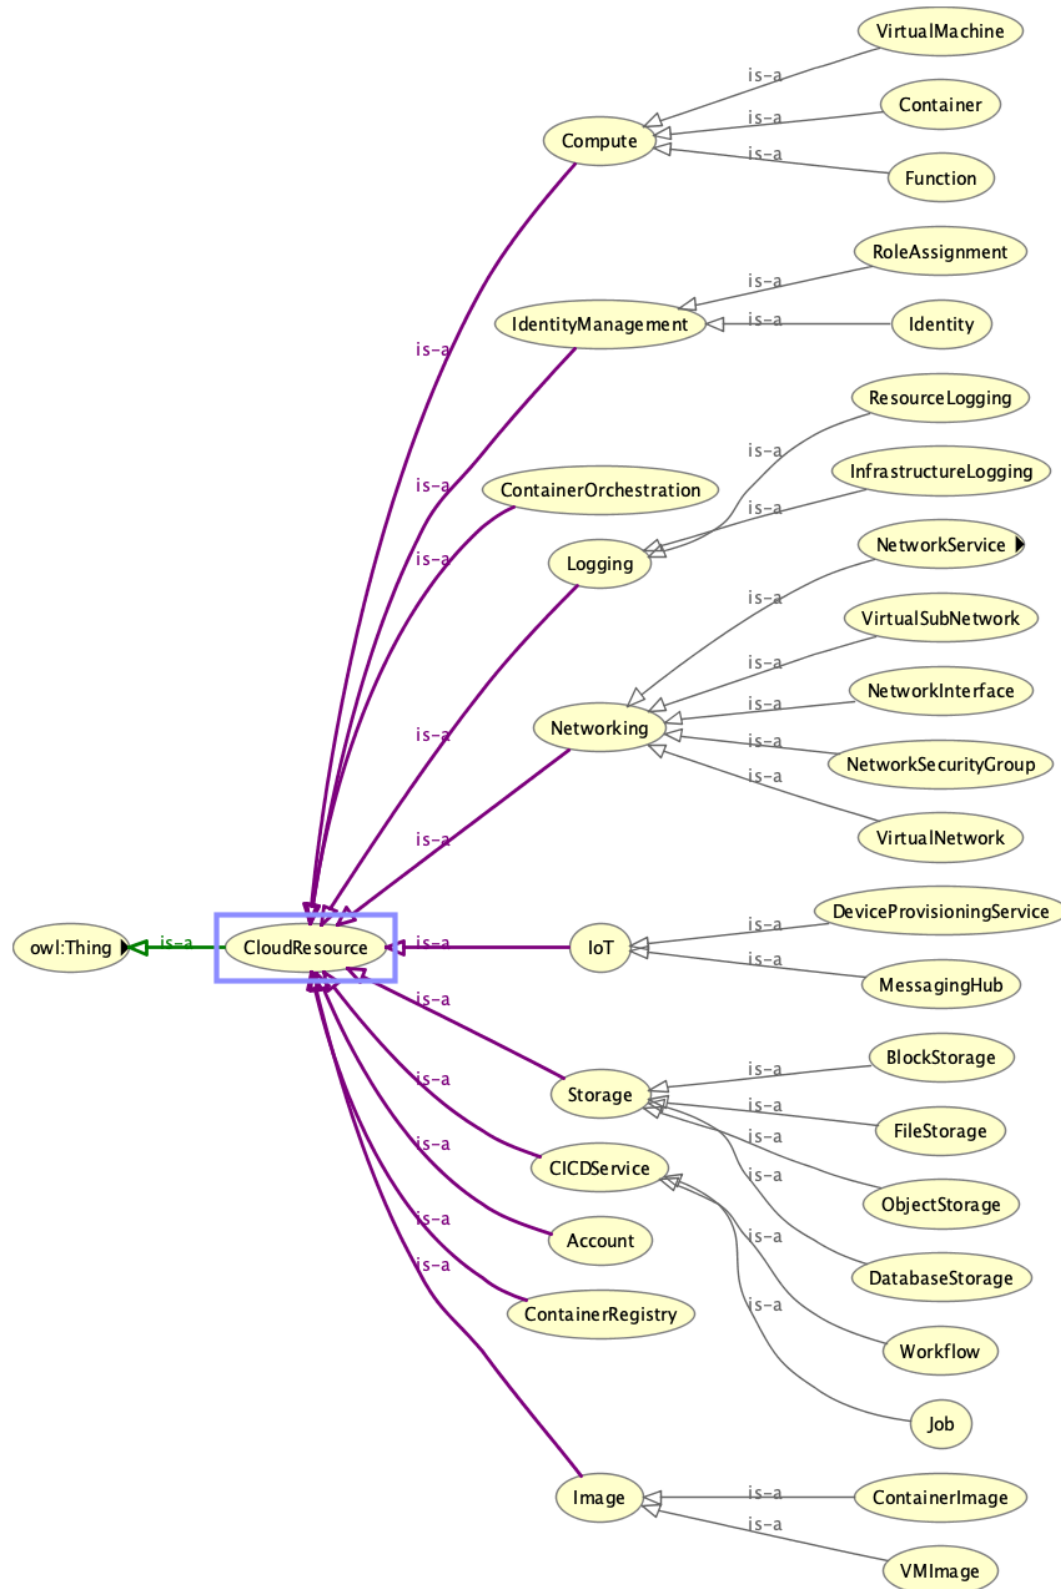 VirtualMachine
is-a
Container
is-a
Compute
is-a
Function
RoleAssignment
is-a
IdentityManagement
is-a
Identity
is-a
ResourceLogging
is-a
InfrastructureLogging
is-a
ContainerOrchestration
is-a
is-a
NetworkService
Logging
is-a
VirtualSubNetwork
is-a
NetworkInterface
is-a
Networking
is-a
is-a
NetworkSecurityGroup
is-a
VirtualNetwork
is-a
DeviceProvisioningService
is-a
owl:Thing
is-a
CloudResource
is-a
IoT
is-a
MessagingHub
is-a
BlockStorage
is-a
Storage
is-a
is-a
FileStorage
is-a
CICDService
is-a
is-a
ObjectStorage
is-a
Account
is-a
DatabaseStorage
is-a
is-a
ContainerRegistry
Workflow
Job
Image
is-a
ContainerImage
is-a
VMImage